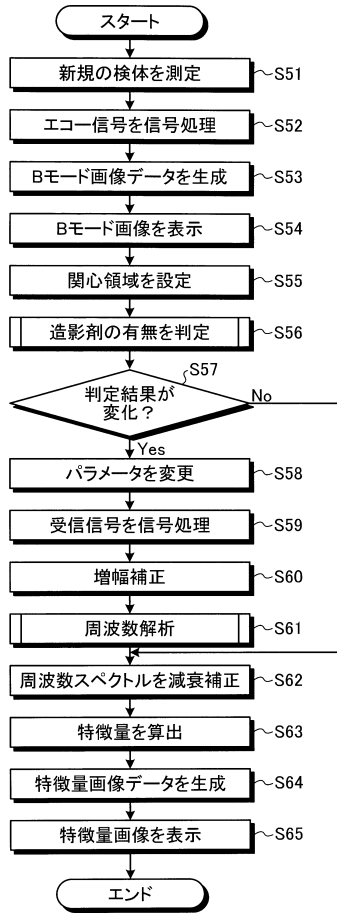 スタート
新規の検体を測定 S51
エコー信号を信号処理 S52
Bモード画像データを生成 S53
Bモード画像を表示 S54
関心領域を設定 S55
造影剤の有無を判定 S56
S57
判定結果が
変化？
No
Yes
パラメータを変更 S58
受信信号を信号処理 S59
増幅補正 S60
周波数解析 S61
周波数スペクトルを減衰補正 S62
特徴量を算出 S63
特徴量画像データを生成 S64
特徴量画像を表示 S65
エンド